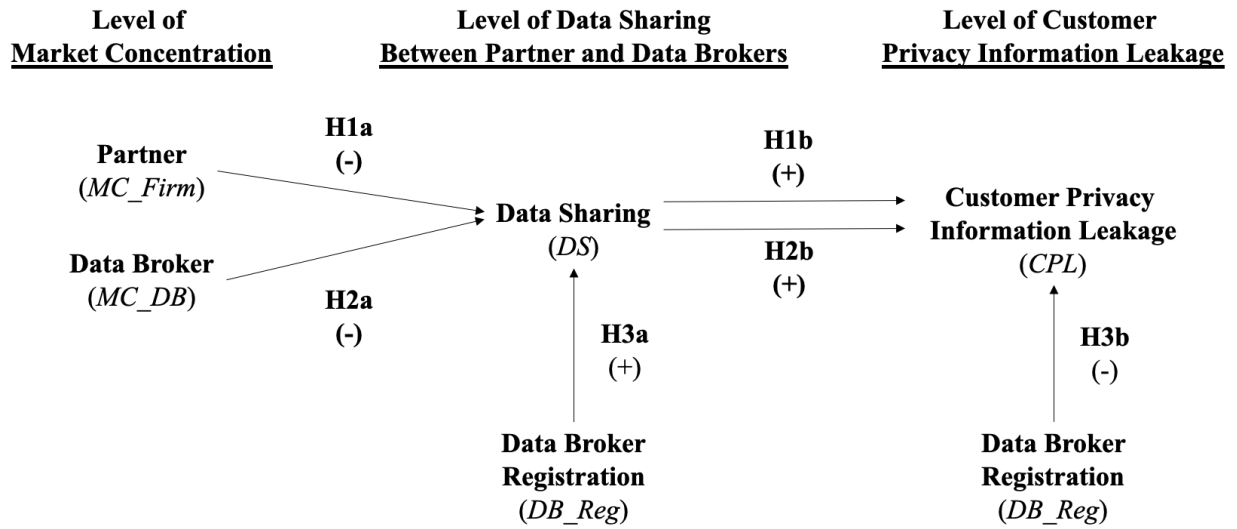 Level of
Market Concentration
Level of Data Sharing
Between Partner and Data Brokers
Level of Customer
Privacy Information Leakage
H1a
(-)
Partner
(MC_Firm)
Data Broker
(MC_DB)
H2a
(-)
Data Sharing
(DS)
H1b
(+)
H2b
(+)
Customer Privacy
Information Leakage
(CPL)
H3a
(+)
H3b
(-)
Data Broker
Registration
(DB_Reg)
Data Broker
Registration
(DB_Reg)